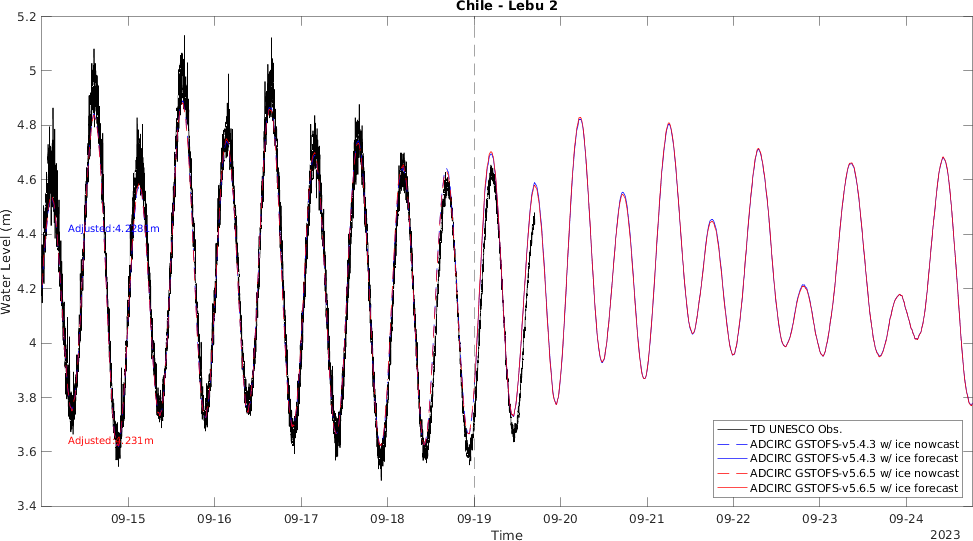 Chile - Lebu 2
5.2
5
4.8
4.6
4.4
4.2
4
3.8
3.6
3.4
Water Level (m)
Adjusted:4.2281m
Adjusted:4.231m
TD UNESCO Obs.
ADCIRC GSTOFS-v5.4.3 w/ ice nowcast
ADCIRC GSTOFS-v5.4.3 w/ ice forecast
ADCIRC GSTOFS-v5.6.5 w/ ice nowcast
ADCIRC GSTOFS-v5.6.5 w/ ice forecast
09-15 09-16 09-17 09-18 09-19 09-20 09-21 09-22 09-23 09-24
Time
2023